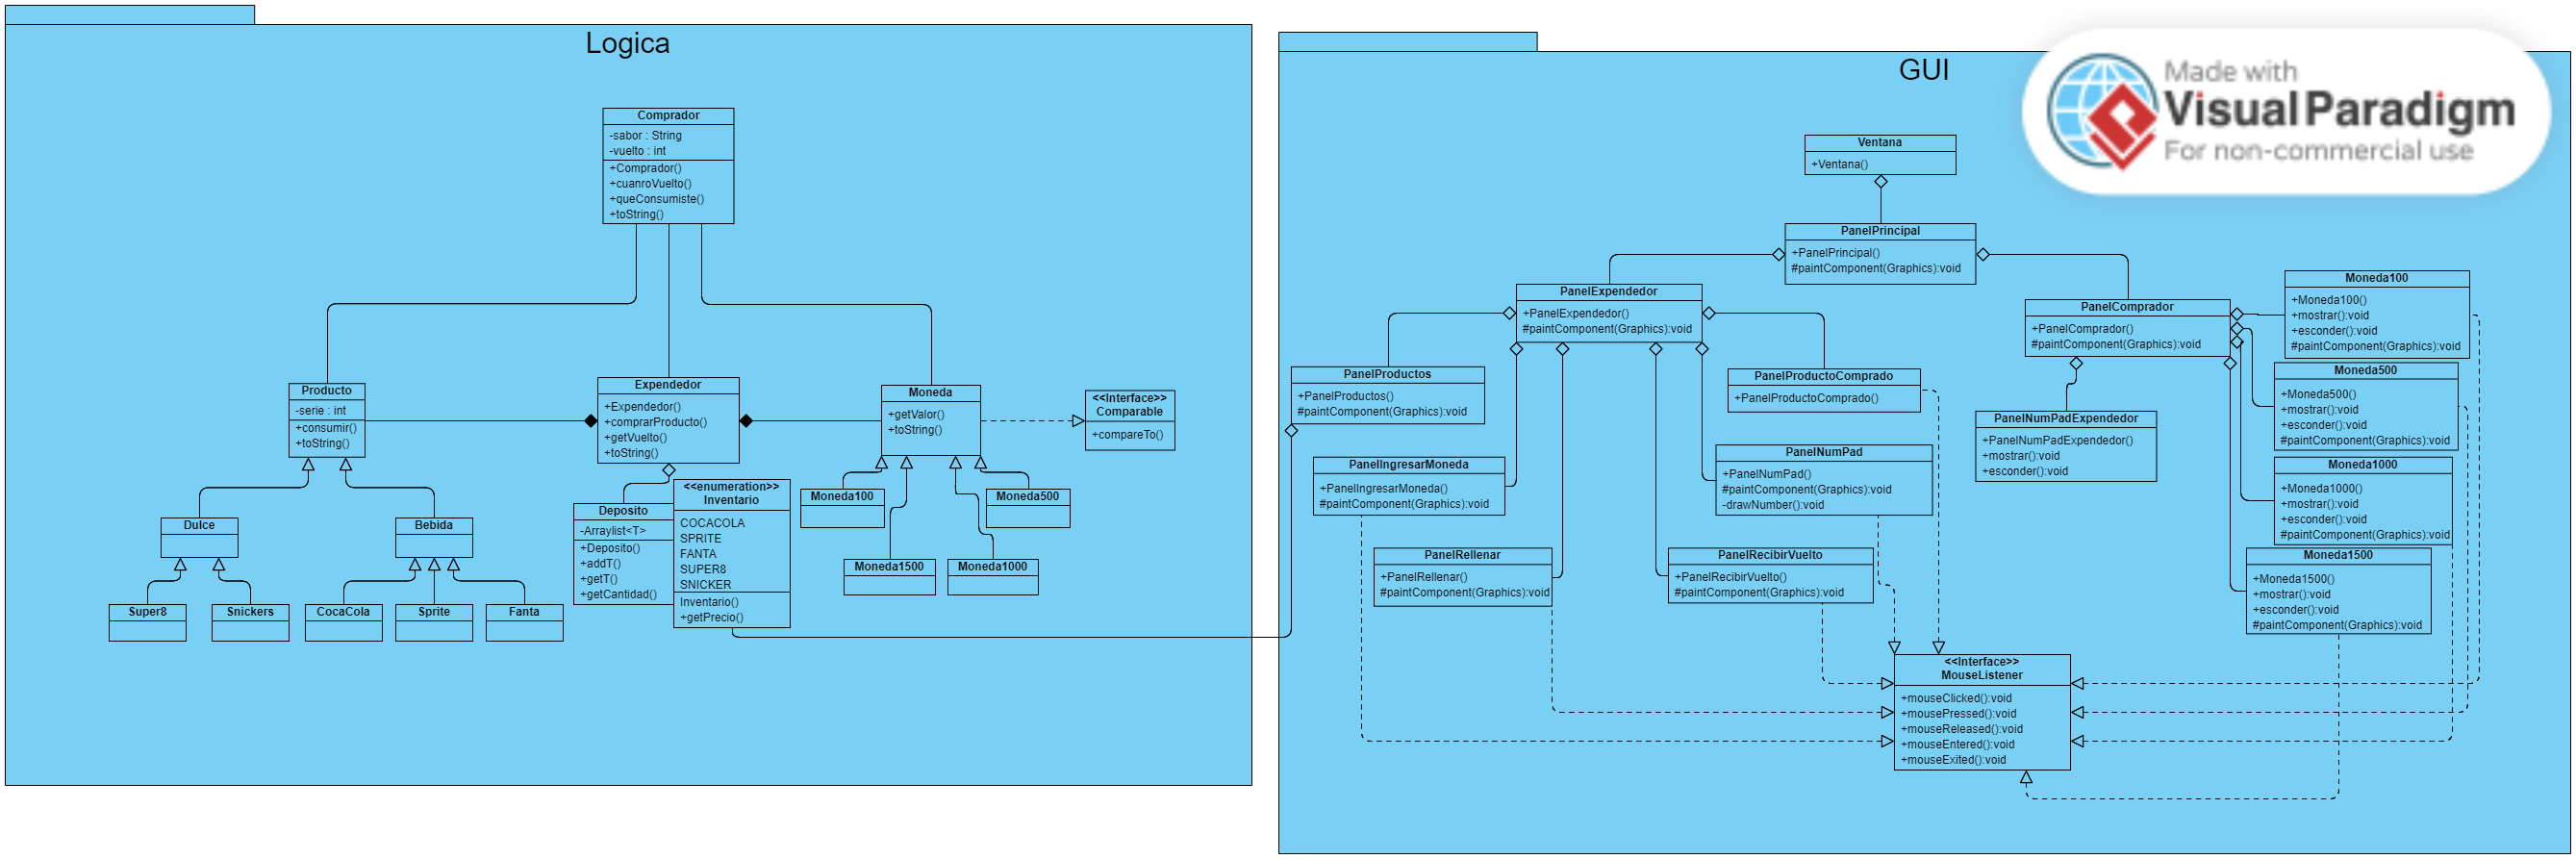 Logica
Comprador
-sabor : String
-vuelto : int
+Comprador()
+cuanroVuelto()
+queConsumiste()
+toString()
Producto
-serie : int
+consumir()
+toString()
Expendedor
+Expendedor()
+comprarProducto()
+getVuelto()
+toString()
Moneda
+getValor()
+toString()
<<Interface>>
Comparable
+compareTo()
Dulce
Bebida
Super8
Snickers
CocaCola
Sprite
Fanta
Deposito
-Arraylist<T>
+Deposito()
+addT()
+getT()
+getCantidad()
<<enumeration>>
Inventario
COCACOLA
SPRITE
FANTA
SUPER8
SNICKER
Inventario()
+getPrecio()
Moneda100
Moneda500
Moneda1500
Moneda1000
GUI
Made with
Visual Paradigm
For non-commercial use
Ventana
+Ventana()
PanelPrincipal
+PanelPrincipal()
#paintComponent(Graphics):void
PanelExpendedor
+PanelExpendedor()
#paintComponent(Graphics):void
PanelComprador
+PanelComprador()
#paintComponent(Graphics):void
PanelProductos
+PanelProductos()
#paintComponent(Graphics):void
PanelProductoComprado
+PanelProductoComprado()
PanelIngresarMoneda
+PanelIngresarMoneda()
#paintComponent(Graphics):void
PanelNumPad
+PanelNumPad()
#paintComponent(Graphics):void
-drawNumber():void
PanelRellenar
+PanelRellenar()
#paintComponent(Graphics):void
PanelRecibirVuelto
+PanelRecibirVuelto()
#paintComponent(Graphics):void
PanelNumPadExpendedor
+PanelNumPadExpendedor()
+mostrar():void
+esconder():void
Moneda100
+Moneda100()
+mostrar():void
+esconder():void
#paintComponent(Graphics):void
Moneda500
+Moneda500()
+mostrar():void
+esconder():void
#paintComponent(Graphics):void
Moneda1000
+Moneda1000()
+mostrar():void
+esconder():void
#paintComponent(Graphics):void
Moneda1500
+Moneda1500()
+mostrar():void
+esconder():void
#paintComponent(Graphics):void
<<Interface>>
MouseListener
+mouseClicked():void
+mousePressed():void
+mouseReleased():void
+mouseEntered():void
+mouseExited():void